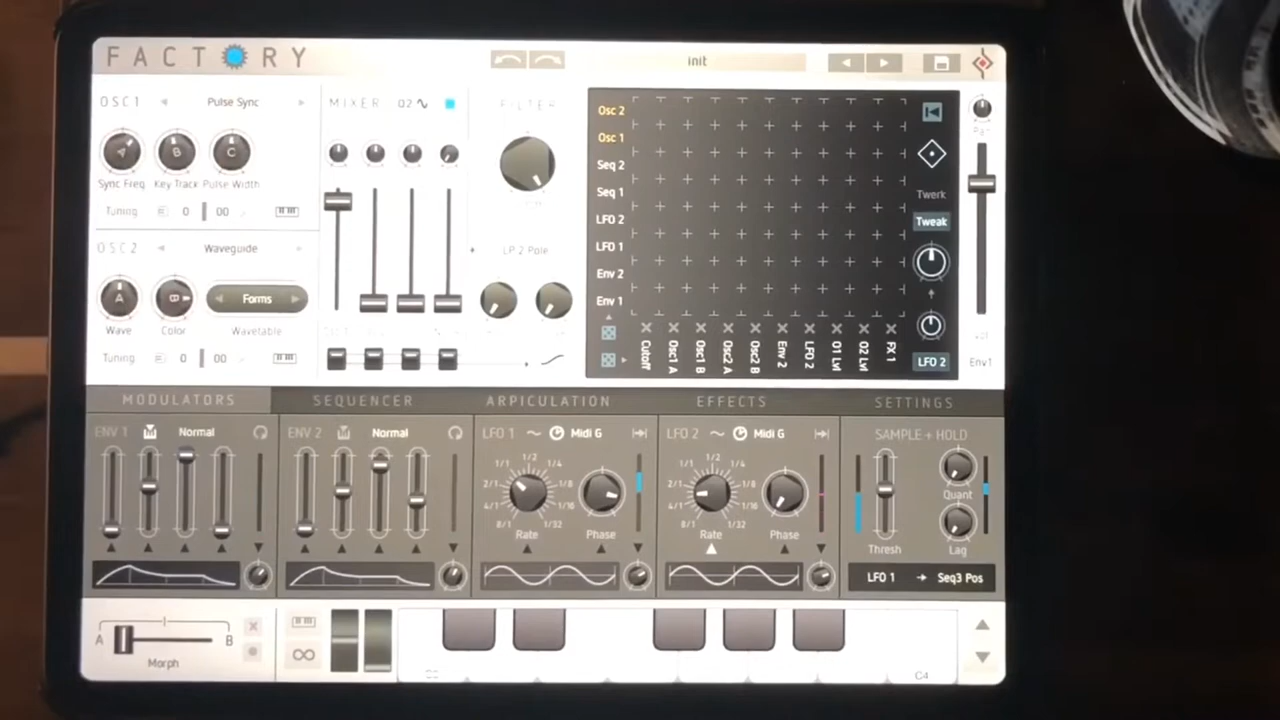 FACTORY
init
OSC1
Pulse Sync
Sync Freq
Key Track
Pulse Width
Tuning
0
00
OSC2
Waveguide
A
B
Forms
Wave
Color
Wavetable
Tuning
0
00
MIXER
O2
FILTER
LP 2 Pole
Osc 2
Osc 1
Seq 2
Seq 1
LFO 2
LFO 1
Env 2
Env 1
Cutoff
Osc1 A
Osc1 B
Osc2 A
Osc2 B
Env 2
LFO 2
O1 Lvl
O2 Lvl
FX 1
Twerk
Tweak
LFO 2
Pan
Env1
MODULATORS
SEQUENCER
ARPICULATION
EFFECTS
SETTINGS
ENV 1
Normal
ENV 2
Normal
LFO 1
Midi G
1/2
1/1
1/4
2/1
1/8
4/1
1/16
8/1
1/32
Rate
Phase
LFO 2
Midi G
1/2
1/1
1/4
2/1
1/8
4/1
1/16
8/1
1/32
Rate
Phase
SAMPLE + HOLD
Thresh
Quant
Lag
LFO 1
Seq3 Pos
A
B
Morph
C4